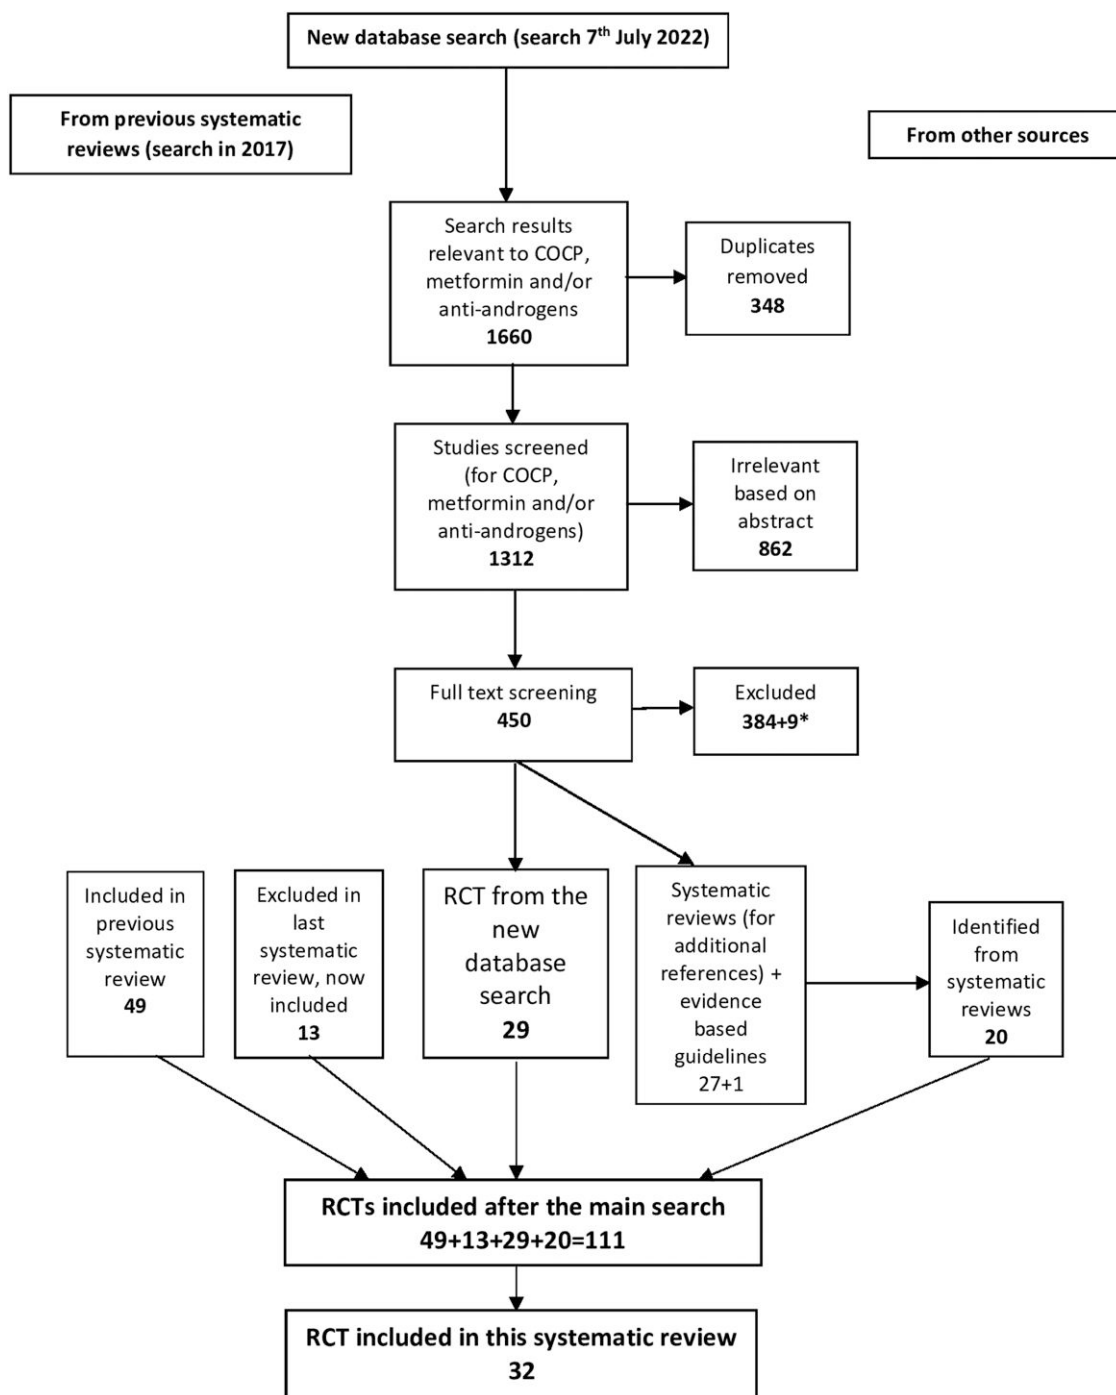 New database search (search 7th July 2022)
From previous systematic
reviews (search in 2017)
From other sources
Search results
relevant to COCP,
metformin and/or
anti-androgens
1660
Duplicates
removed
348
Studies screened
(for COCP,
metformin and/or
anti-androgens)
1312
Irrelevant
based on
abstract
862
Full text screening
450
Excluded
384+9*
Included in
previous
systematic
review
49
Excluded in
last
systematic
review, now
included
13
RCT from the
new
database
search
29
Systematic
reviews (for
additional
references) +
evidence
based
guidelines
27+1
Identified
from
systematic
reviews
20
RCTs included after the main search
49+13+29+20=111
RCT included in this systematic review
32